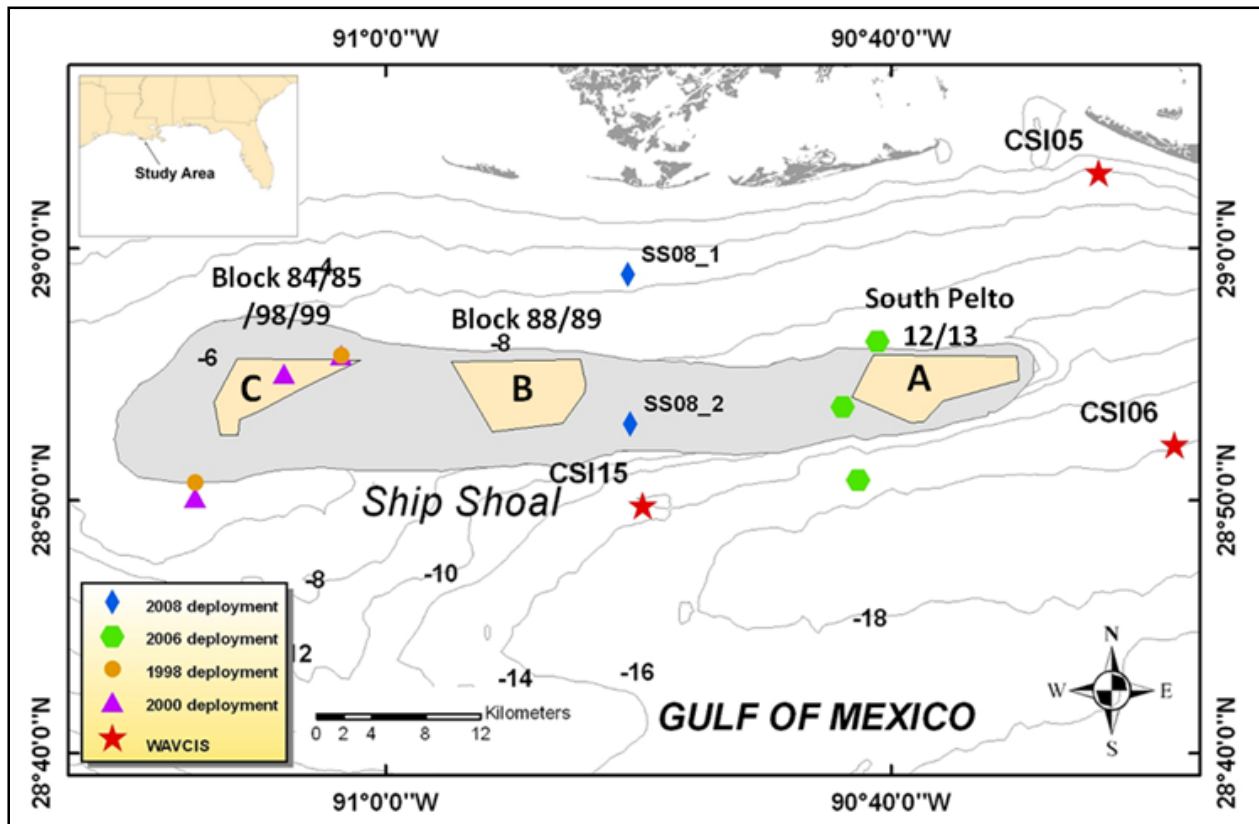 91°0'0"W
90°40'0"W
Study Area
CSI05
29°0'0"N
29°0'0"N
SS08_1
-4
Block 84/85
/98/99
South Pelto
12/13
Block 88/89
-8
-6
C
B
A
SS08_2
CSI06
CSI15
Ship Shoal
28°50'0"N
28°50'0"N
-8
-10
-18
2008 deployment
2006 deployment
1998 deployment
2000 deployment
WAVCIS
12
-14
-16
Kilometers
0 2 4 8 12
GULF OF MEXICO
N
W
E
S
28°40'0"N
28°40'0"N
91°0'0"W
90°40'0"W